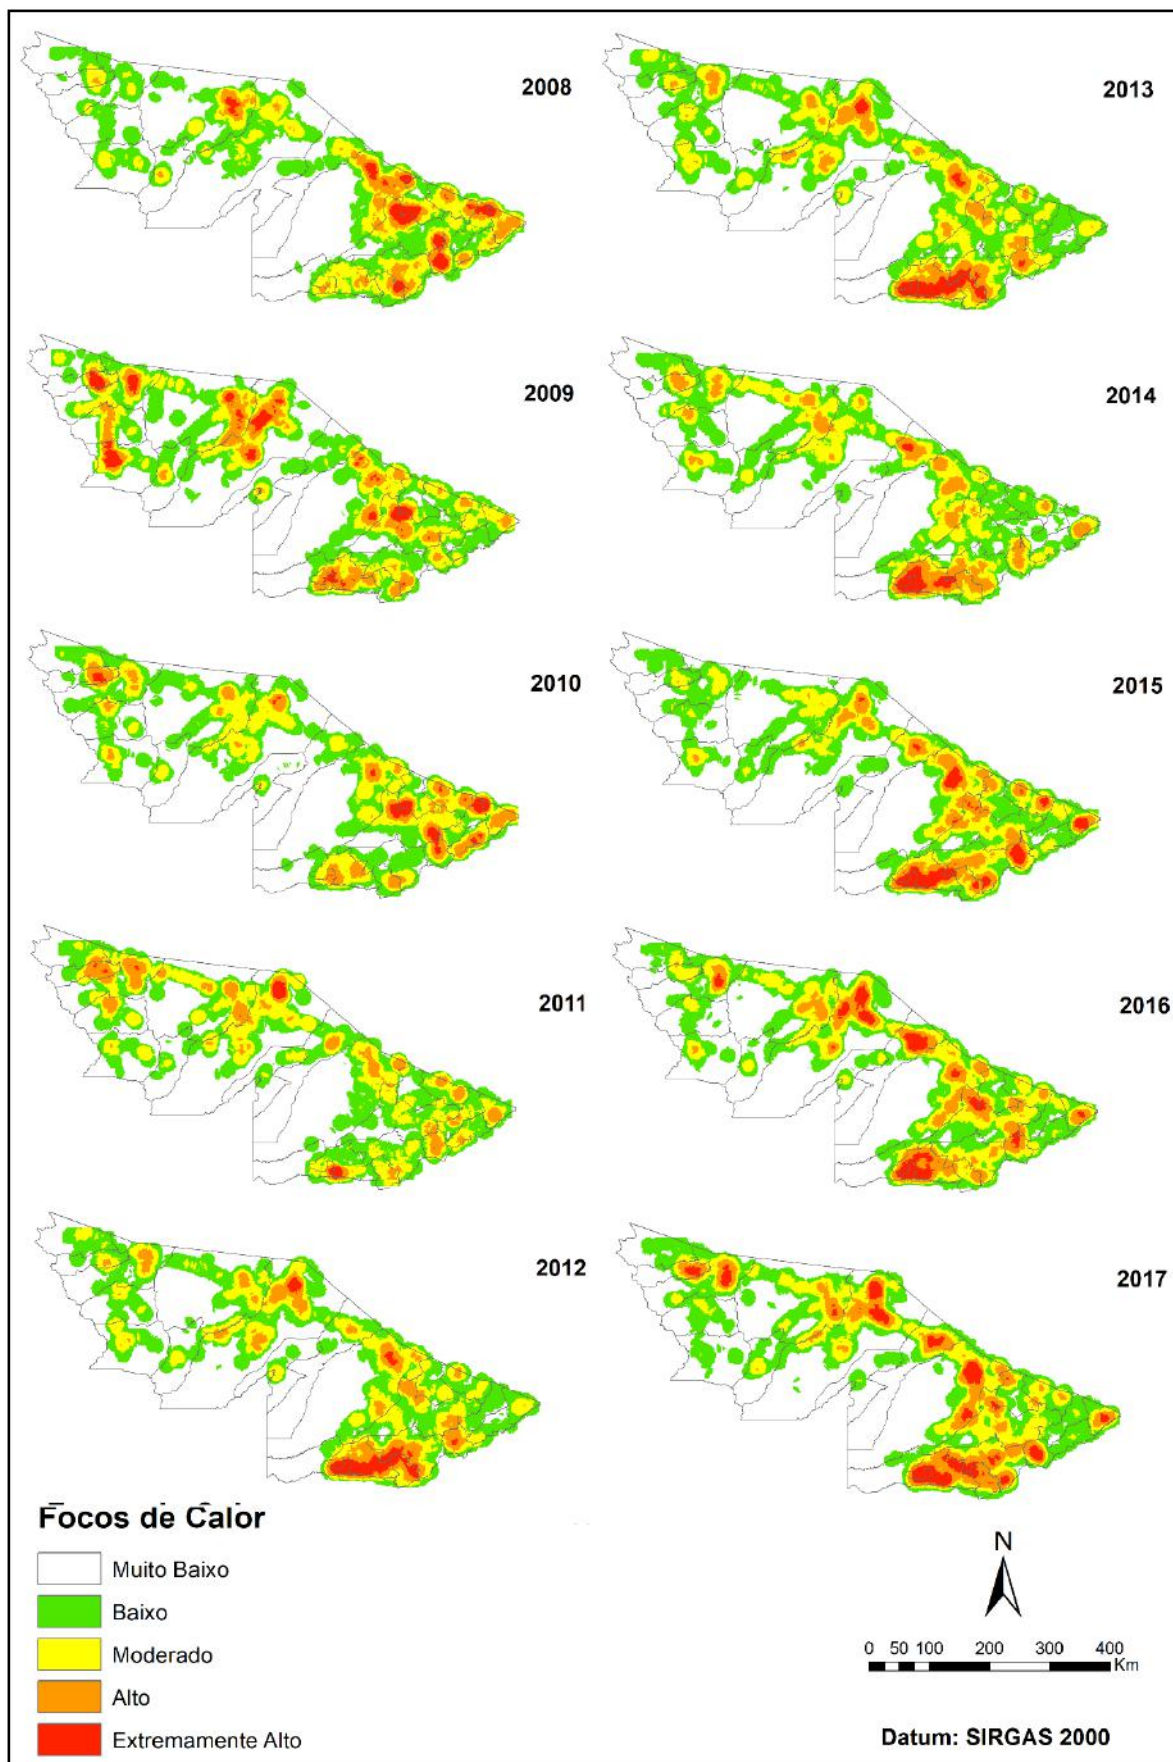 2008
2013
2009
2014
2010
2015
2011
2016
2012
2017
Focos de Calor
Muito Baixo
Baixo
Moderado
Alto
Extremamente Alto
N
0 50 100 200 300 400
Km
Datum: SIRGAS 2000